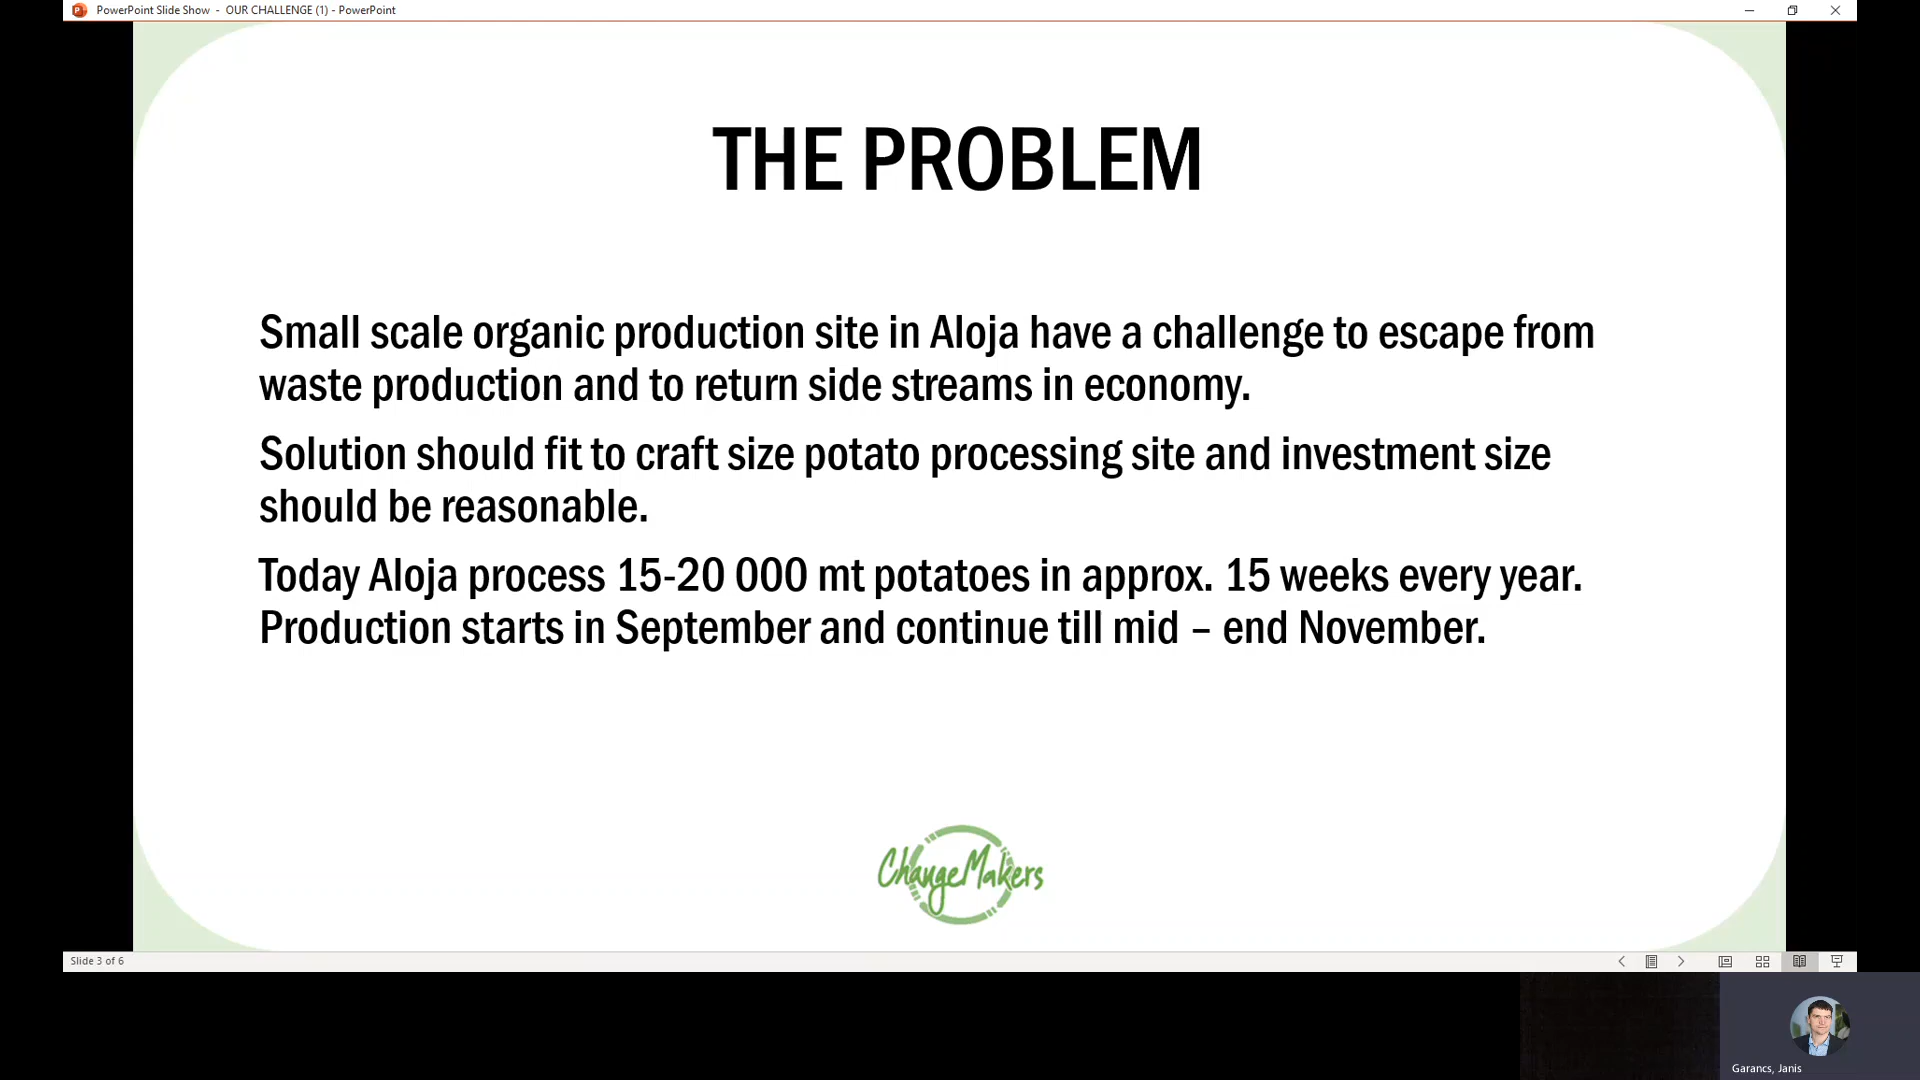 PowerPoint Slide Show - OUR CHALLENGE (1) - PowerPoint
THE PROBLEM
Small scale organic production site in Aloja have a challenge to escape from
waste production and to return side streams in economy.
Solution should fit to craft size potato processing site and investment size
should be reasonable.
Today Aloja process 15-20 000 mt potatoes in approx. 15 weeks every year.
Production starts in September and continue till mid – end November.
ChangeMakers
Slide 3 of 6
Garancs, Janis